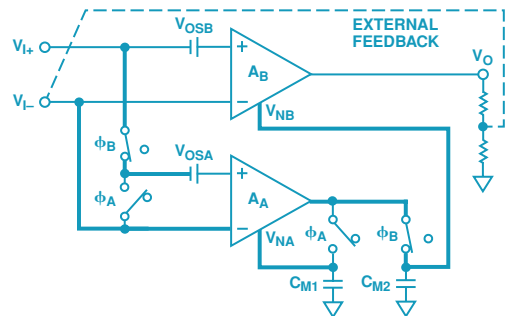 EXTERNAL
FEEDBACK
V_OSB
V_I+
V_O
+
A_B
V_I–
–
V_NB
Φ_B
V_OSA
+
Φ_A
A_A
–
V_NA
Φ_A
Φ_B
C_M1
C_M2